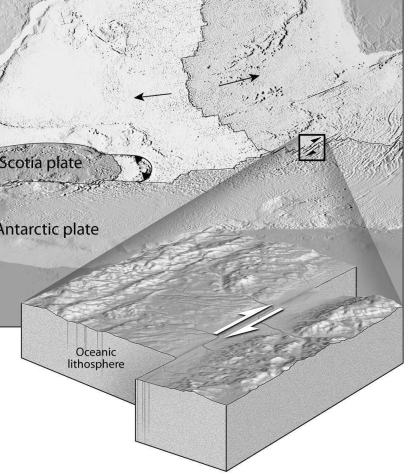 Scotia plate
Antarctic plate
Oceanic
lithosphere